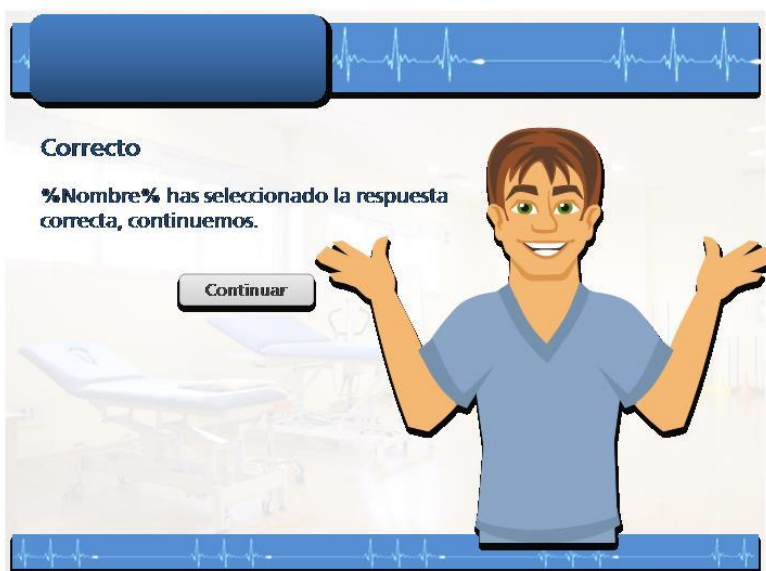 Correcto
%Nombre% has seleccionado la respuesta
correcta, continuemos.
Continuar